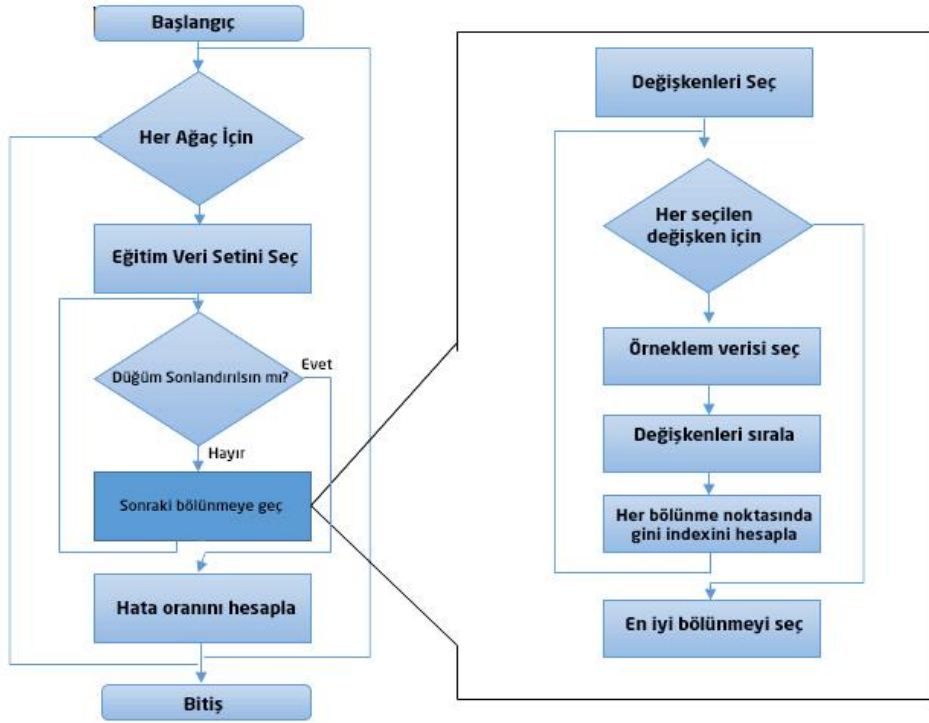 Başlangıç
Her Ağaç İçin
Eğitim Veri Setini Seç
Düğüm Sonlandırılsın mı?
Evet
Hayır
Sonraki bölünmeye geç
Hata oranını hesapla
Bitiş
Değişkenleri Seç
Her seçilen
değişken için
Örneklem verisi seç
Değişkenleri sırala
Her bölünme noktasında
gini indexini hesapla
En iyi bölünmeyi seç